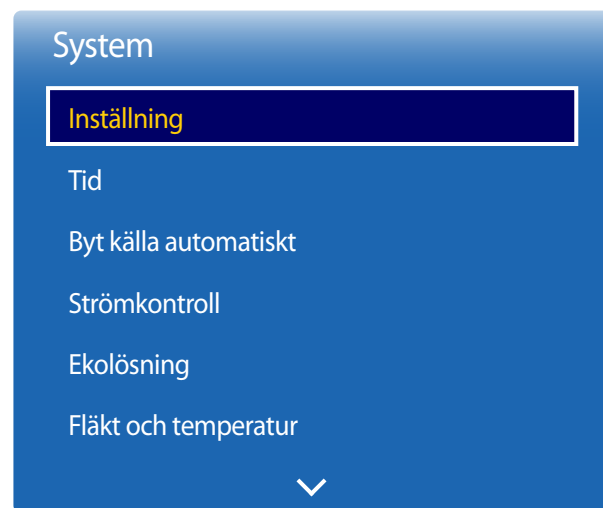 System
Inställning
Tid
Byt källa automatiskt
Strömkontroll
Ekolösning
Fläkt och temperatur